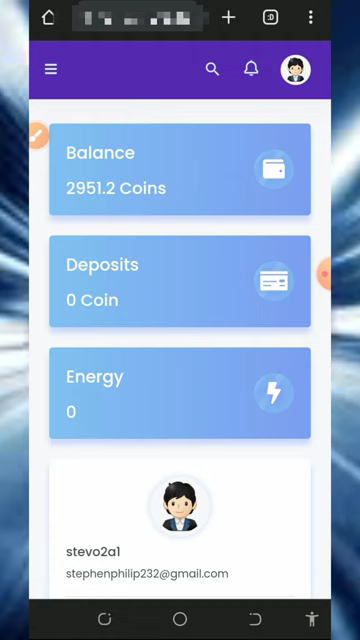 :D
Balance
2951.2 Coins
Deposits
0 Coin
Energy
0
stevo2a1
stephenphilip232@gmail.com